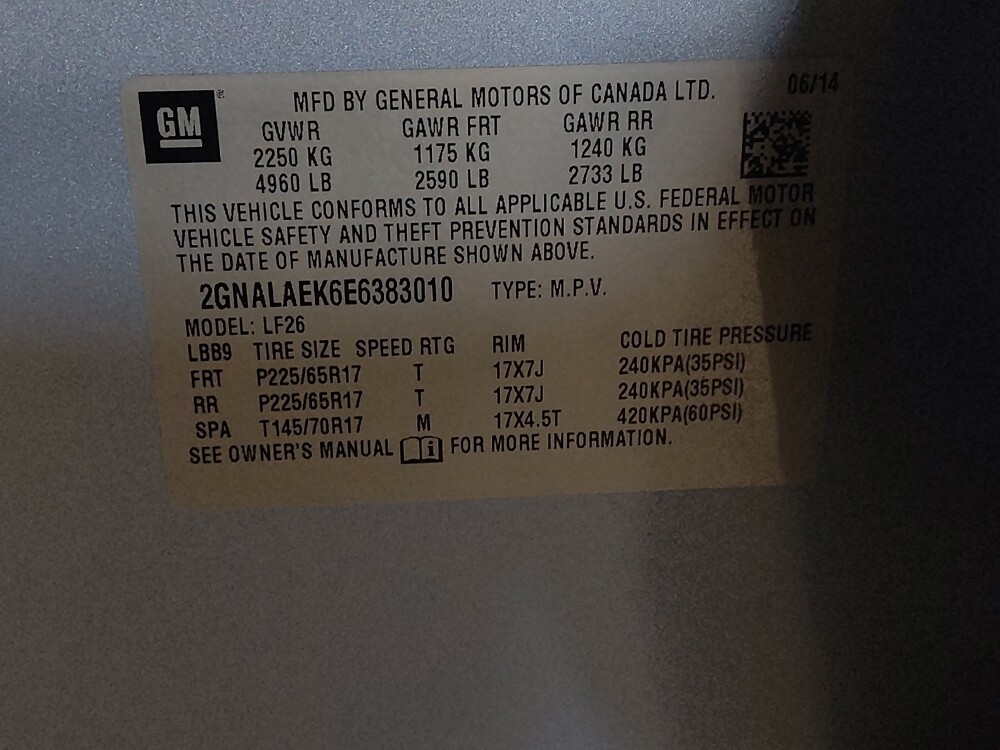 GM®
MFD BY GENERAL MOTORS OF CANADA LTD. 06/14
GVWR GAWR FRT GAWR RR
2250 KG 1175 KG 1240 KG
4960 LB 2590 LB 2733 LB
THIS VEHICLE CONFORMS TO ALL APPLICABLE U.S. FEDERAL MOTOR
VEHICLE SAFETY AND THEFT PREVENTION STANDARDS IN EFFECT ON
THE DATE OF MANUFACTURE SHOWN ABOVE.
2GNALAEK6E6383010 TYPE: M.P.V.
MODEL: LF26
LBB9 TIRE SIZE SPEED RTG RIM COLD TIRE PRESSURE
FRT P225/65R17 T 17X7J 240KPA(35PSI)
RR P225/65R17 T 17X7J 240KPA(35PSI)
SPA T145/70R17 M 17X4.5T 420KPA(60PSI)
SEE OWNER'S MANUAL i FOR MORE INFORMATION.